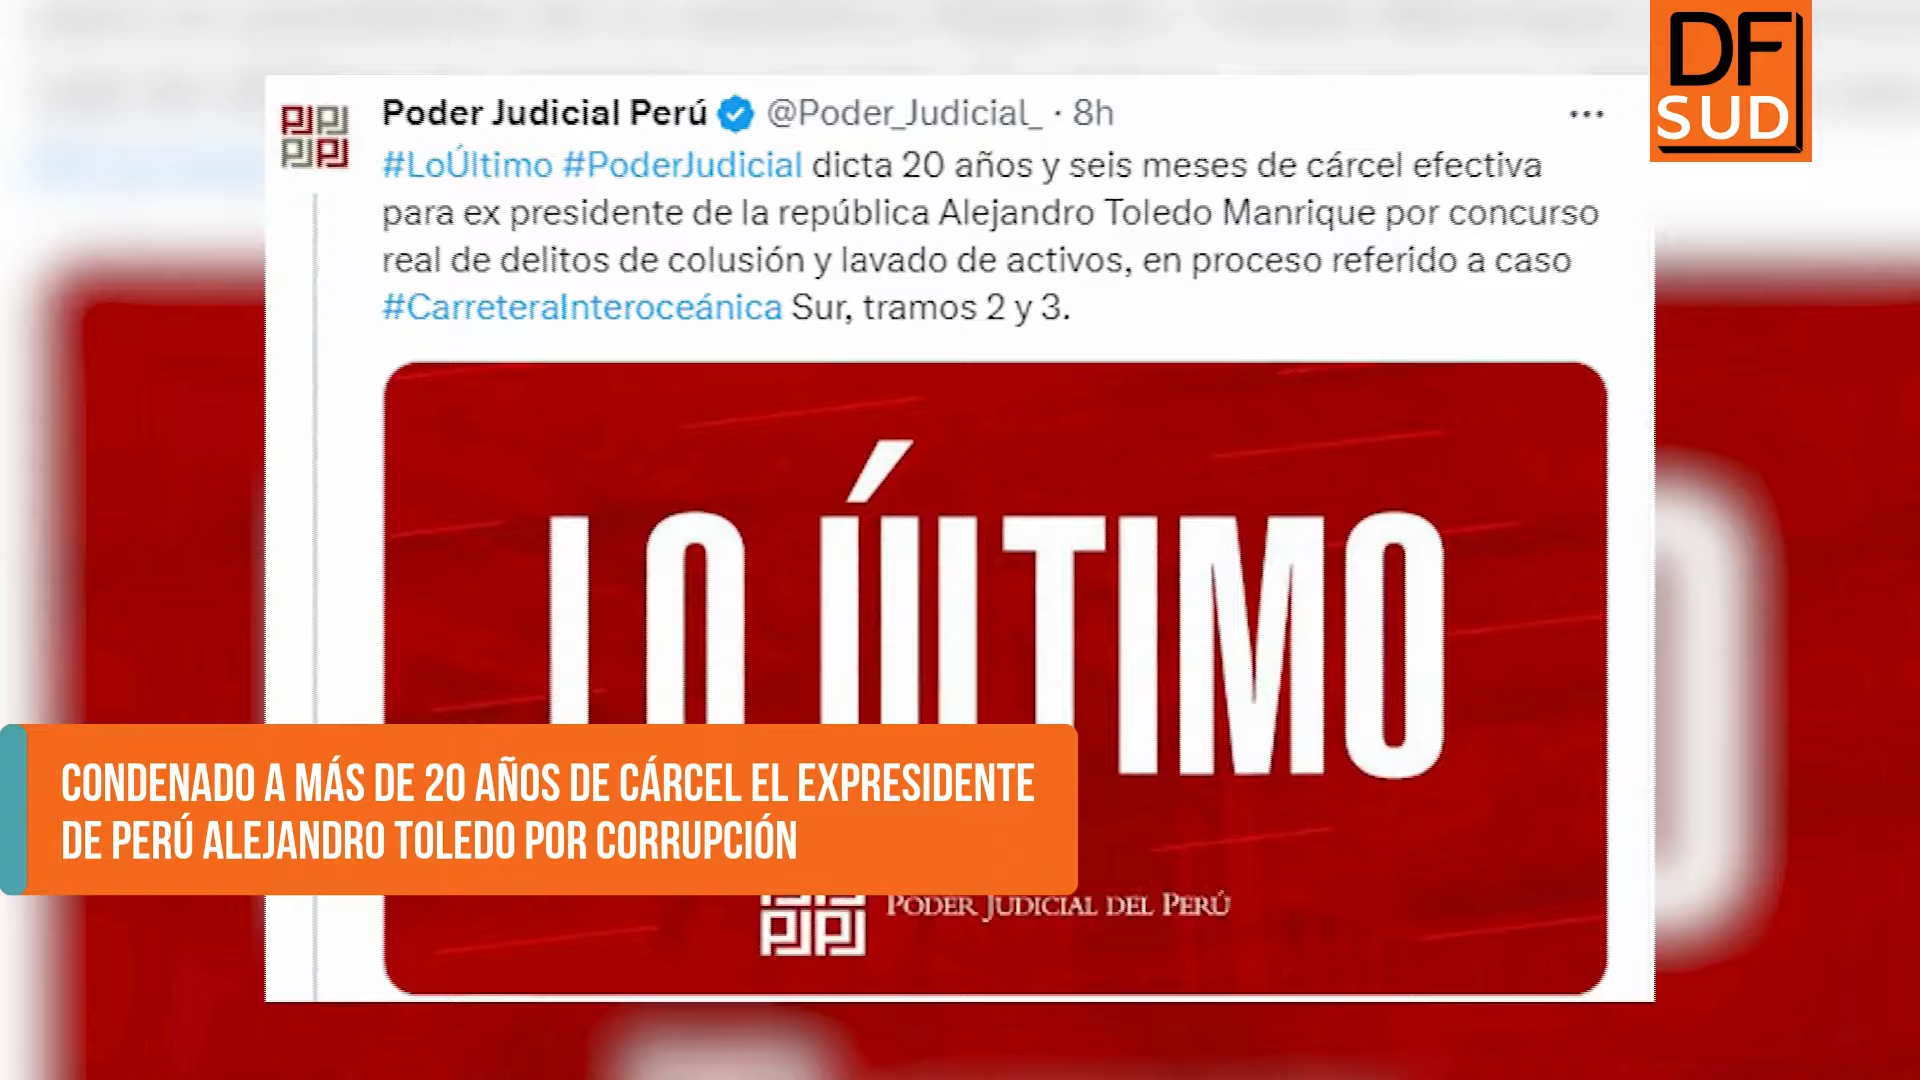 DF
SUD
Poder Judicial Perú @Poder_Judicial_ · 8h
#LoÚltimo #PoderJudicial dicta 20 años y seis meses de cárcel efectiva
para ex presidente de la república Alejandro Toledo Manrique por concurso
real de delitos de colusión y lavado de activos, en proceso referido a caso
#CarreteraInteroceánica Sur, tramos 2 y 3.
LO ÚLTIMO
CONDENADO A MÁS DE 20 AÑOS DE CÁRCEL EL EXPRESIDENTE
DE PERÚ ALEJANDRO TOLEDO POR CORRUPCIÓN
PODER JUDICIAL DEL PERÚ